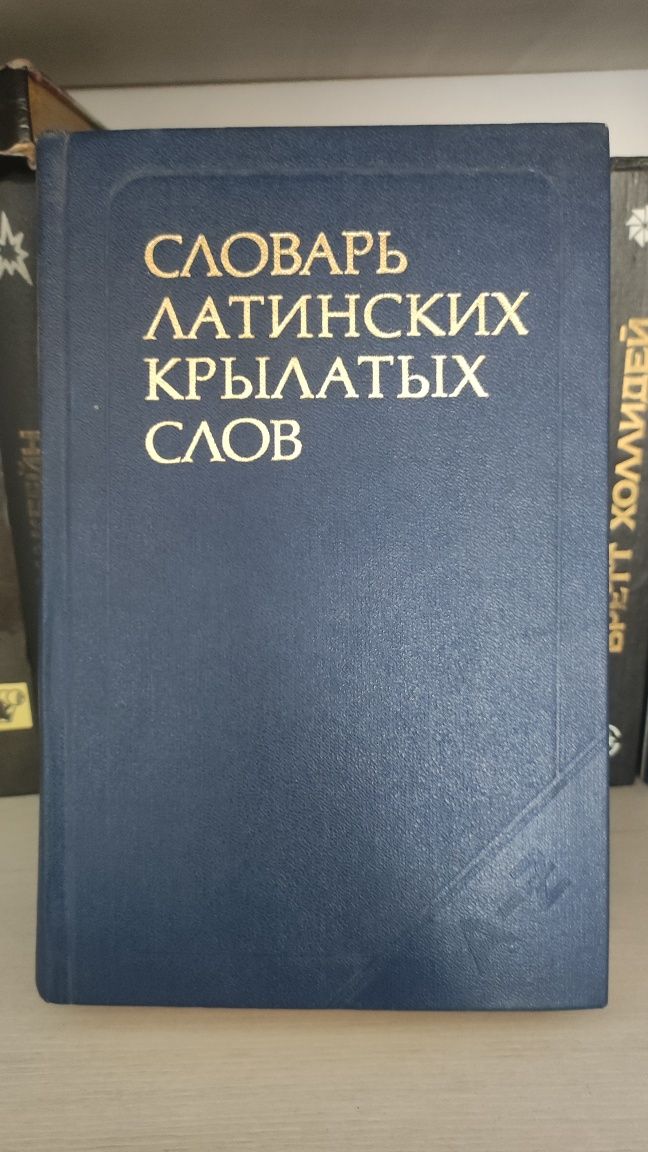 СЛОВАРЬ
ЛАТИНСКИХ
КРЫЛАТЫХ
СЛОВ
A–Z
БРЕТТ ХОЛЛИДЕЙ